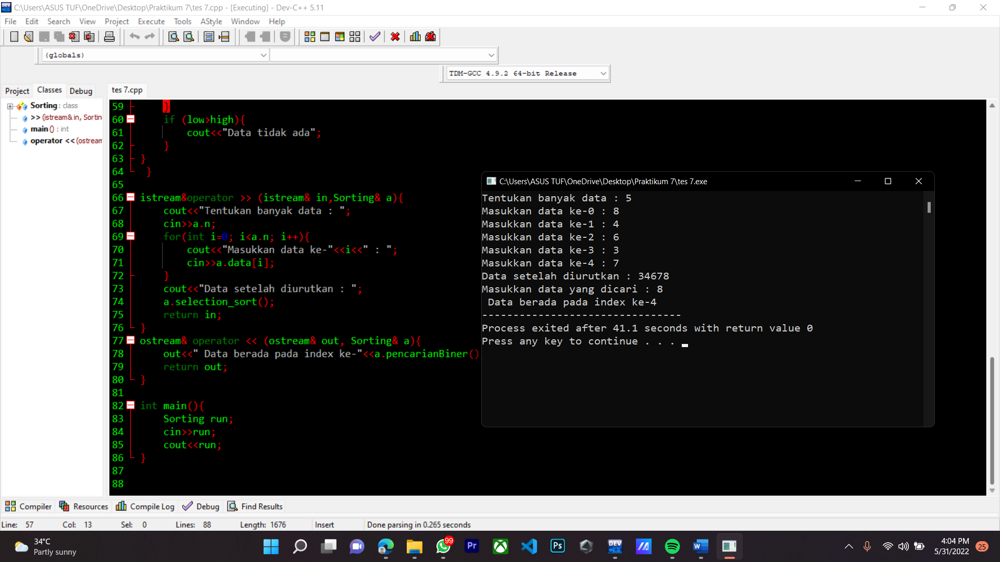 C:\Users\ASUS TUF\OneDrive\Desktop\Praktikum 7\tes 7.cpp - [Executing] - Dev-C++ 5.11
File Edit Search View Project Execute Tools AStyle Window Help
(globals)
TDM-GCC 4.9.2 64-bit Release
Project Classes Debug
tes 7.cpp
Sorting : class
>> (istream& in, Sortin
main () : int
operator << (ostream
59 }
60 if (low>high){
61 cout<<"Data tidak ada";
62 }
63 }
64 }
65
66 istream&operator >> (istream& in,Sorting& a){
67 cout<<"Tentukan banyak data : ";
68 cin>>a.n;
69 for(int i=0; i<a.n; i++){
70 cout<<"Masukkan data ke-"<<i<<" : ";
71 cin>>a.data[i];
72 }
73 cout<<"Data setelah diurutkan : ";
74 a.selection_sort();
75 return in;
76 }
77 ostream& operator << (ostream& out, Sorting& a){
78 out<<" Data berada pada index ke-"<<a.pencarianBiner()
79 return out;
80 }
81
82 int main(){
83 Sorting run;
84 cin>>run;
85 cout<<run;
86 }
87
88
C:\Users\ASUS TUF\OneDrive\Desktop\Praktikum 7\tes 7.exe
Tentukan banyak data : 5
Masukkan data ke-0 : 8
Masukkan data ke-1 : 4
Masukkan data ke-2 : 6
Masukkan data ke-3 : 3
Masukkan data ke-4 : 7
Data setelah diurutkan : 34678
Masukkan data yang dicari : 8
Data berada pada index ke-4
--------------------------------
Process exited after 41.1 seconds with return value 0
Press any key to continue . . .
Compiler Resources Compile Log Debug Find Results
Line: 57 Col: 13 Sel: 0 Lines: 88 Length: 1676 Insert Done parsing in 0.265 seconds
34°C
Partly sunny
99
Pr
Ps
DEV
C++
W
4:04 PM
5/31/2022
25